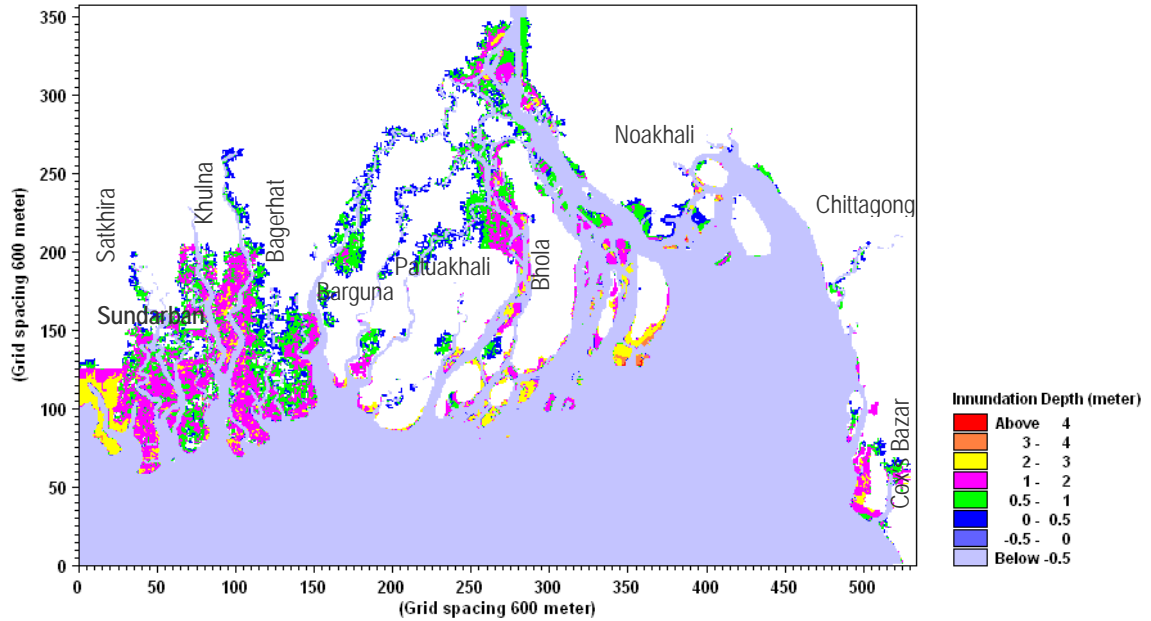 350
300
250
200
150
100
50
0
(Grid spacing 600 meter)
0 50 100 150 200 250 300 350 400 450 500
(Grid spacing 600 meter)
Satkhira
Khulna
Bagerhat
Sundarban
Barguna
Patuakhali
Bhola
Noakhali
Chittagong
Cox's Bazar
Innundation Depth (meter)
Above 4
3 - 4
2 - 3
1 - 2
0.5 - 1
0 - 0.5
-0.5 - 0
Below -0.5